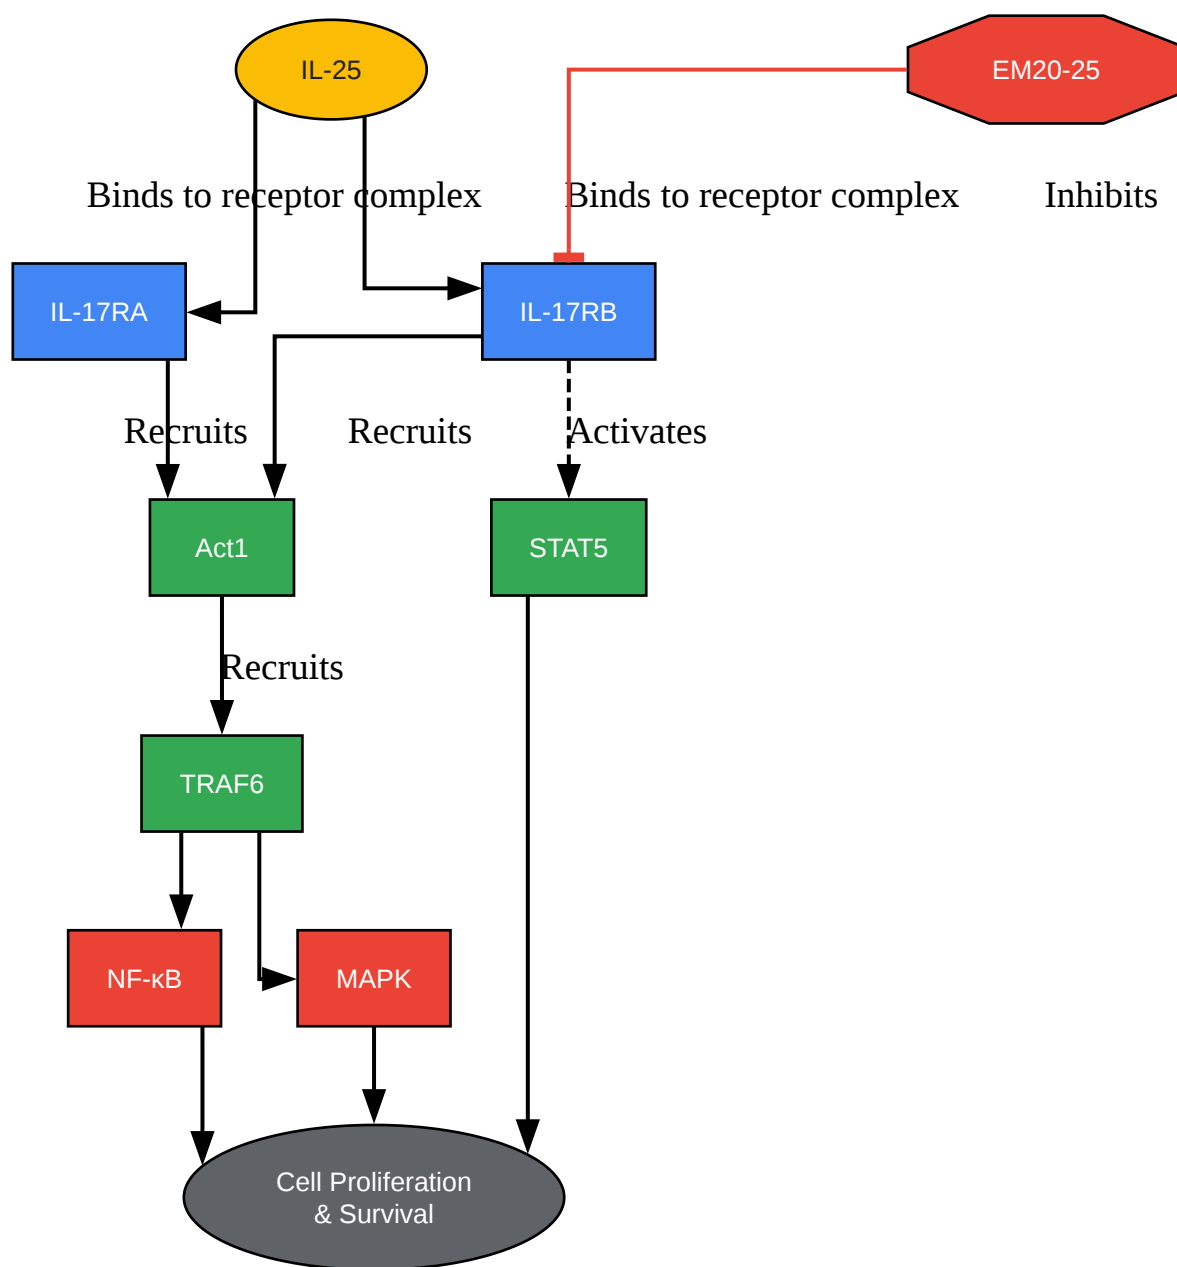 IL-25
EM20-25
Binds to receptor complex
Binds to receptor complex
Inhibits
IL-17RA
IL-17RB
Recruits
Recruits
Activates
Act1
STAT5
Recruits
TRAF6
NF-κB
MAPK
Cell Proliferation
& Survival